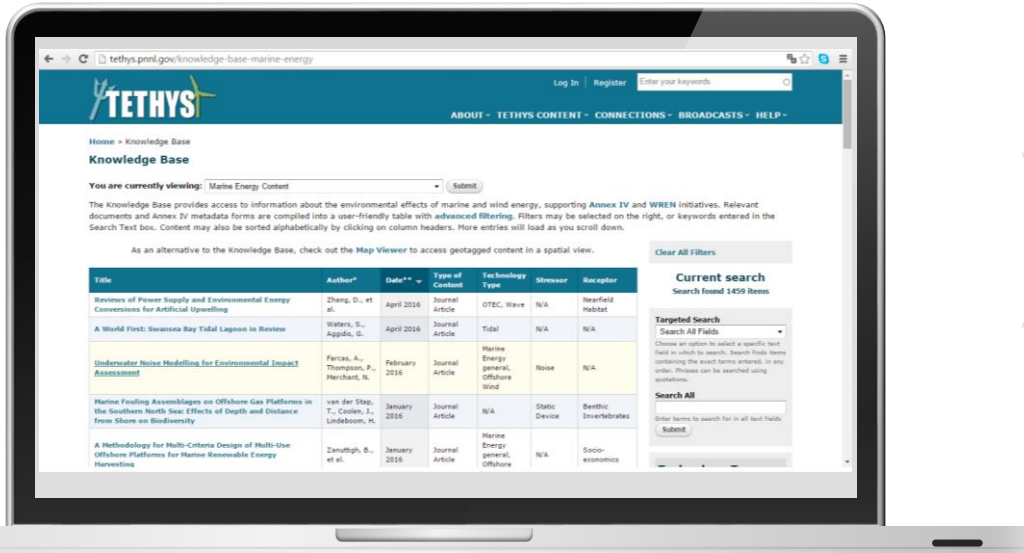 tethys.pnnl.gov/knowledge-base-marine-energy
TETHYS
Log In | Register
Enter your keywords
ABOUT TETHYS CONTENT CONNECTIONS BROADCASTS HELP
Home » Knowledge Base
Knowledge Base
You are currently viewing: Marine Energy Content Submit
The Knowledge Base provides access to information about the environmental effects of marine and wind energy, supporting Annex IV and WREN initiatives. Relevant
documents and Annex IV metadata forms are compiled into a user-friendly table with advanced filtering. Filters may be selected on the right, or keywords entered in the
Search Text box. Content may also be sorted alphabetically by clicking on column headers. More entries will load as you scroll down.
As an alternative to the Knowledge Base, check out the Map Viewer to access geotagged content in a spatial view.
Title Author* Date** Type of Content Technology Type Stressor Receptor
Reviews of Power Supply and Environmental Energy Conversions for Artificial Upwelling Zhang, D., et al. April 2016 Journal Article OTEC, Wave N/A Nearfield Habitat
A World First: Swansea Bay Tidal Lagoon in Review Waters, S., Aggidis, G. April 2016 Journal Article Tidal N/A N/A
Underwater Noise Modelling for Environmental Impact Assessment Farcas, A., Thompson, P., Merchant, N. February 2016 Journal Article Marine Energy general, Offshore Wind Noise N/A
Marine Fouling Assemblages on Offshore Gas Platforms in the Southern North Sea: Effects of Depth and Distance from Shore on Biodiversity van der Stap, T., Coolen, J., Lindeboom, H. January 2016 Journal Article N/A Static Device Benthic Invertebrates
A Methodology for Multi-Criteria Design of Multi-Use Offshore Platforms for Marine Renewable Energy Harvesting Zanuttigh, B., et al. January 2016 Journal Article Marine Energy general, Offshore N/A Socio-economics
Clear All Filters
Current search
Search found 1459 items
Targeted Search
Search All Fields
Choose an option to select a specific text
field in which to search. Search finds items
containing the exact terms entered, in any
order. Phrases can be searched using
quotations.
Search All
Enter terms to search for in all text fields
Submit